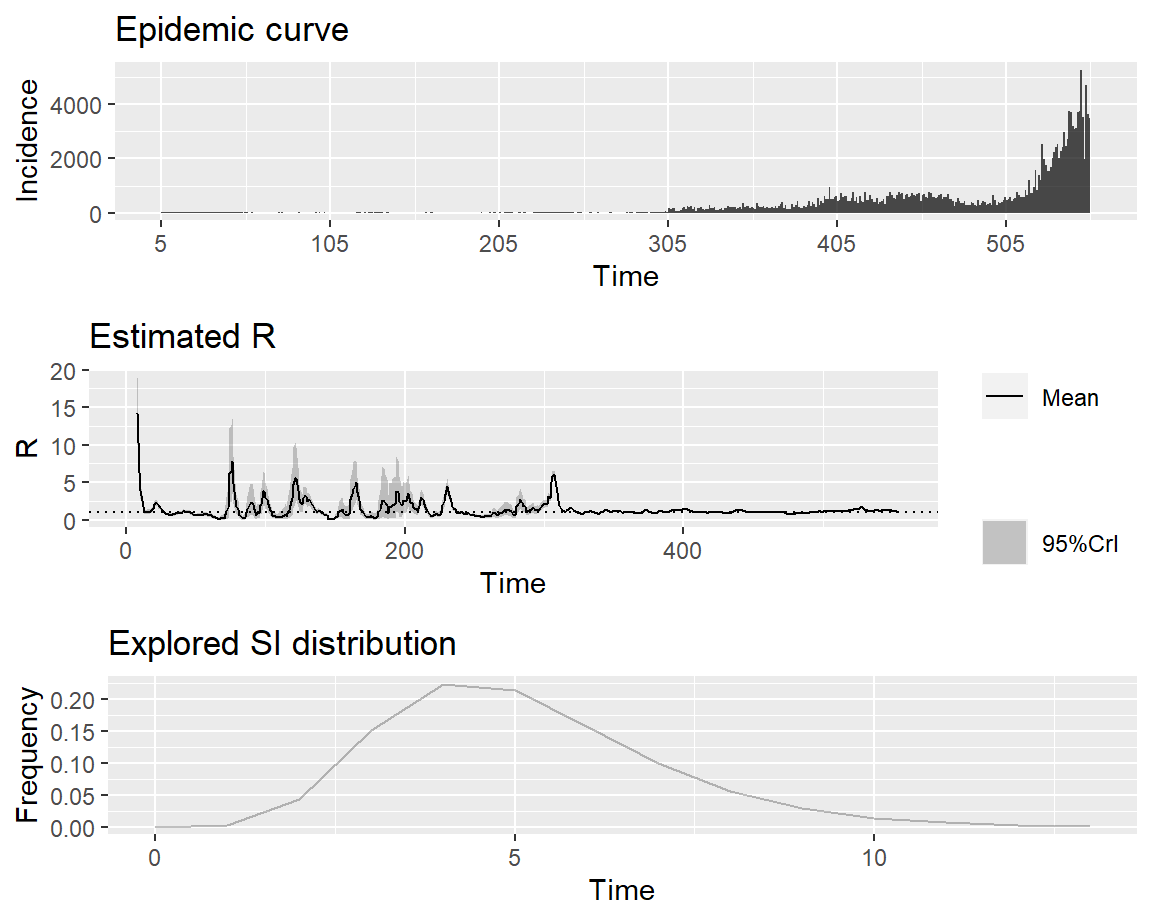 Epidemic curve
Incidence
4000
2000
0
5 105 205 305 405 505
Time
Estimated R
R
20
15
10
5
0
0 200 400
Time
Mean
95%CrI
Explored SI distribution
Frequency
0.20
0.15
0.10
0.05
0.00
0 5 10
Time